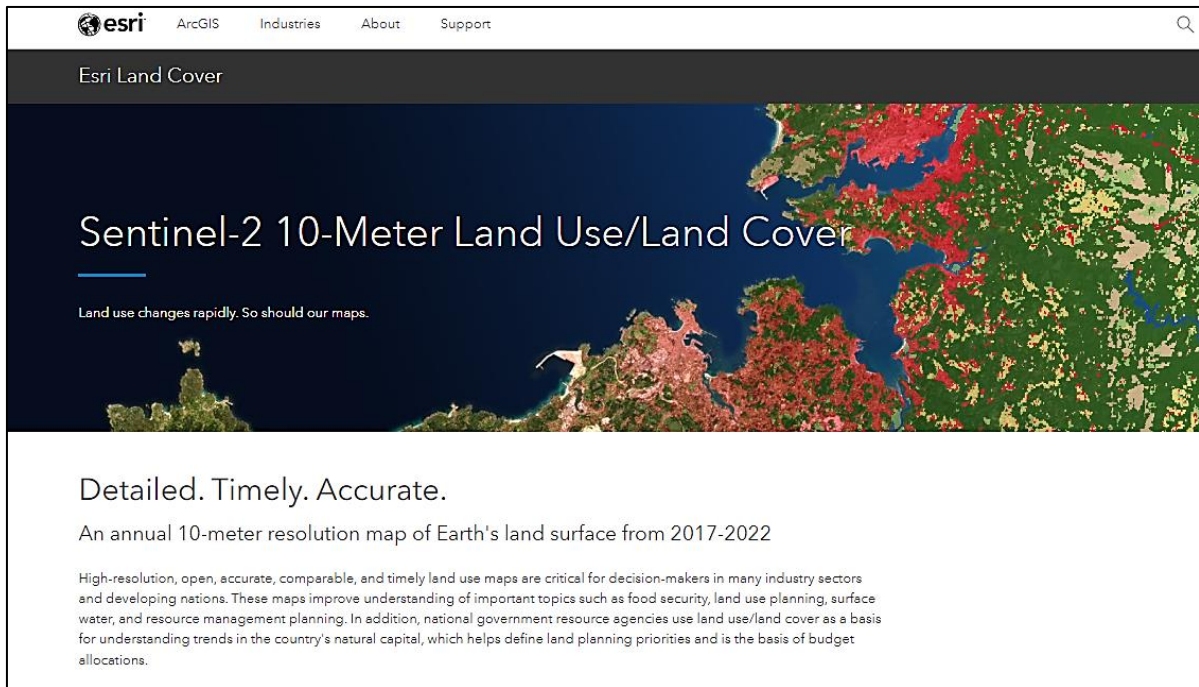 esri ArcGIS Industries About Support
Esri Land Cover
Sentinel-2 10-Meter Land Use/Land Cover
Land use changes rapidly. So should our maps.
Detailed. Timely. Accurate.
An annual 10-meter resolution map of Earth's land surface from 2017-2022
High-resolution, open, accurate, comparable, and timely land use maps are critical for decision-makers in many industry sectors
and developing nations. These maps improve understanding of important topics such as food security, land use planning, surface
water, and resource management planning. In addition, national government resource agencies use land use/land cover as a basis
for understanding trends in the country's natural capital, which helps define land planning priorities and is the basis of budget
allocations.